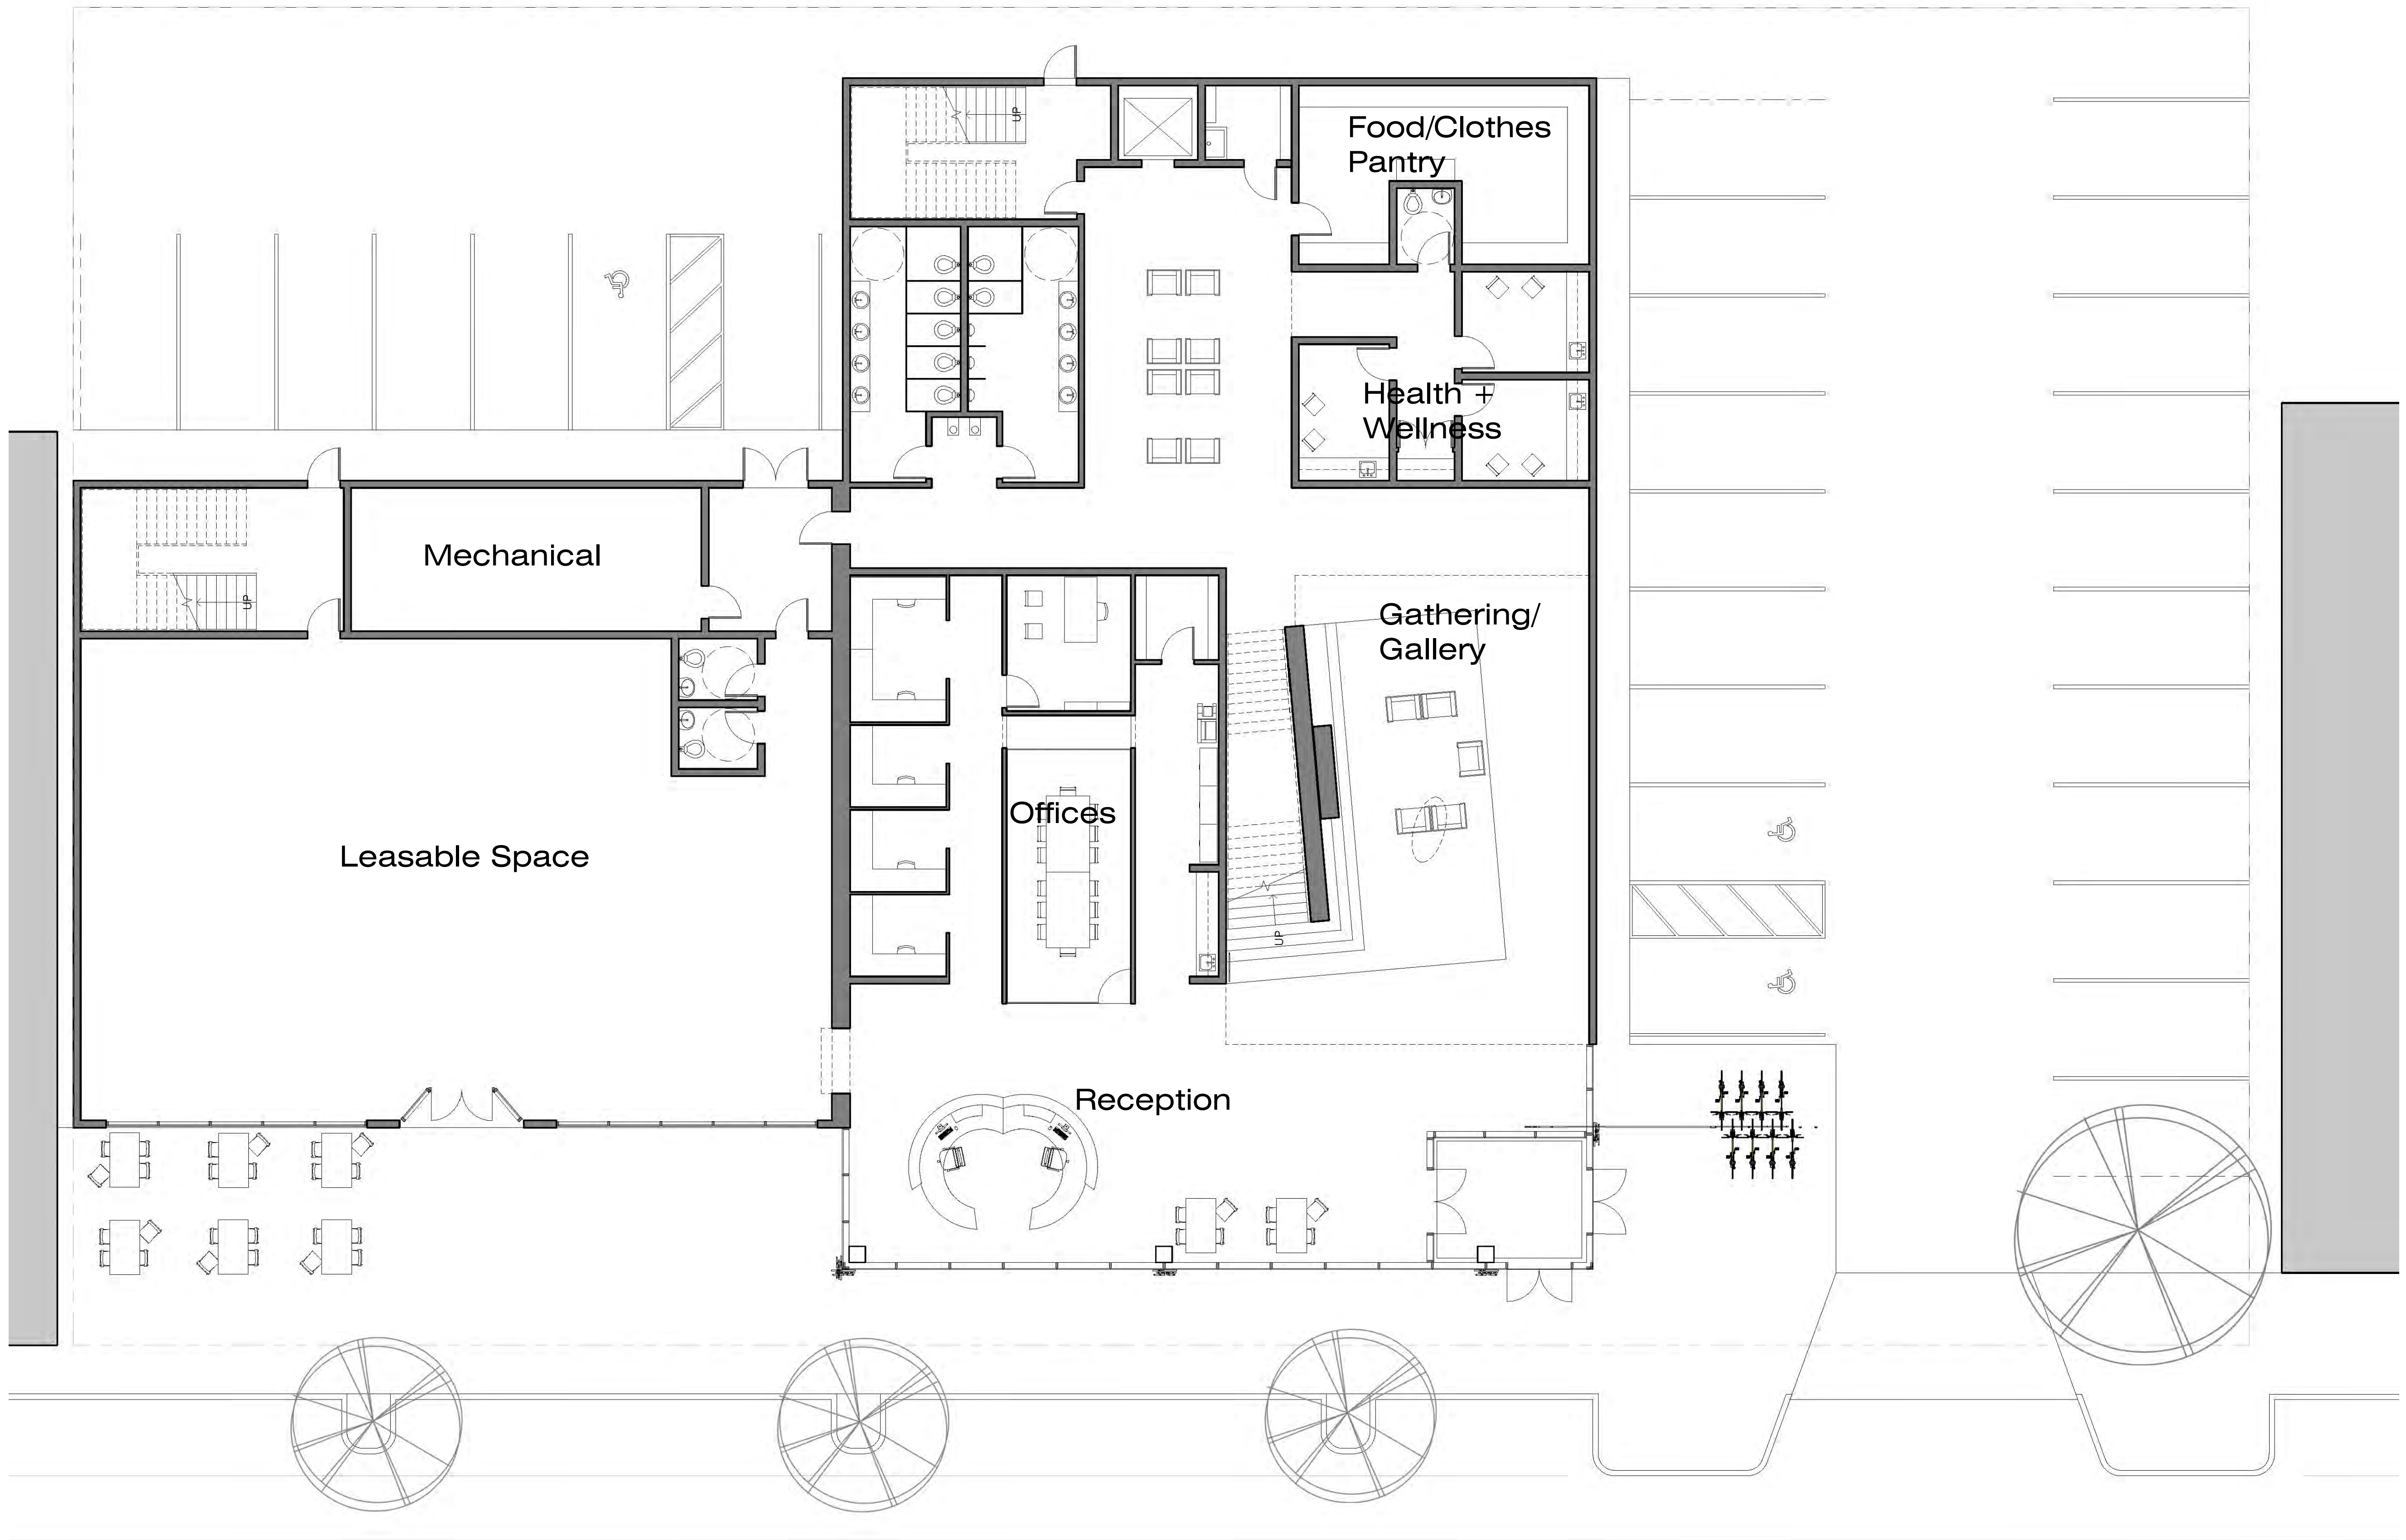 UP
Food/Clothes
Pantry
Health +
Wellness
Mechanical
UP
Gathering/
Gallery
Offices
Leasable Space
UP
Reception